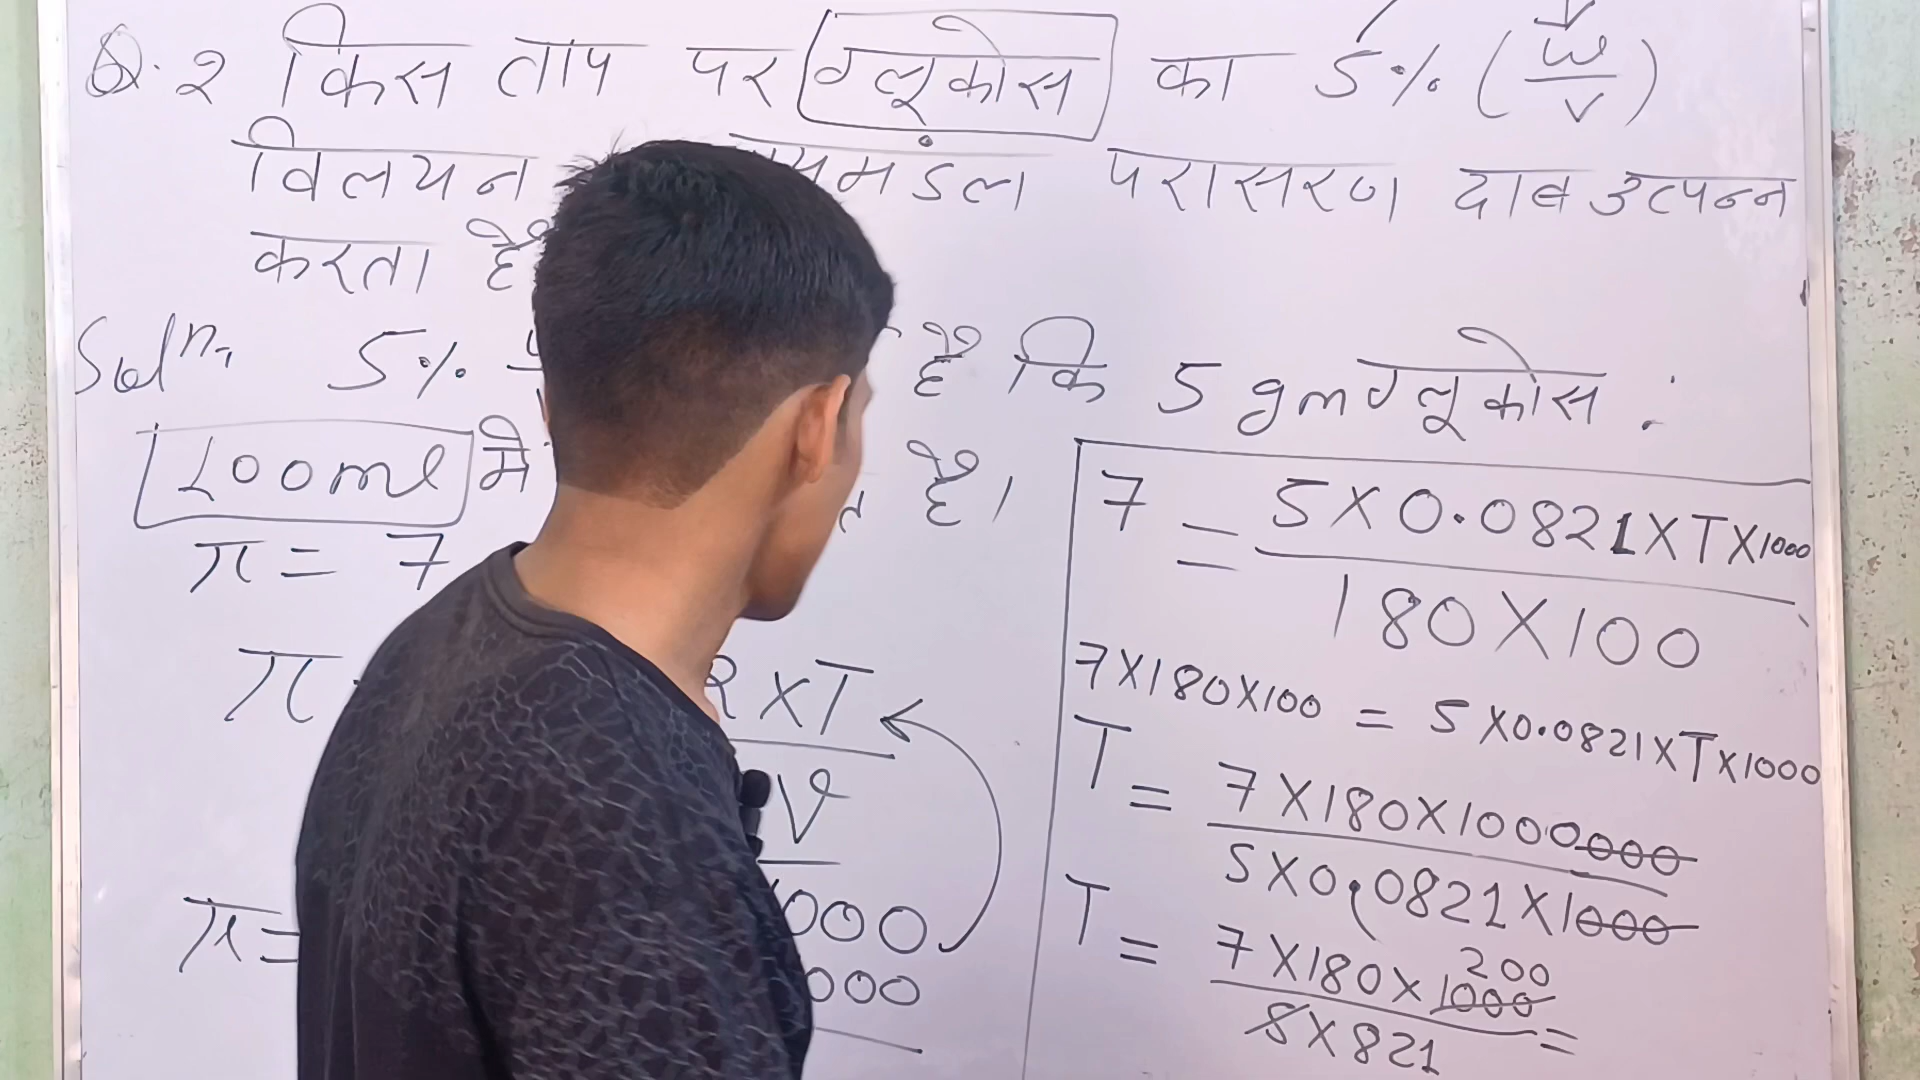 Q.2 किस ताप पर ग्लूकोस का 5% (w/v)
विलयन परासरण दाब उत्पन्न
करता है
Solⁿ. 5% है कि 5 gm ग्लूकोस
100ml में है।
π = 7
π R×T
V
π= 000
000
7 = 5×0.0821×T×1000
180×100
7×180×100 = 5×0.0821×T×1000
T = 7×180×1000000
5×0.0821×1000
T = 7×180×1000 200 =
5×821